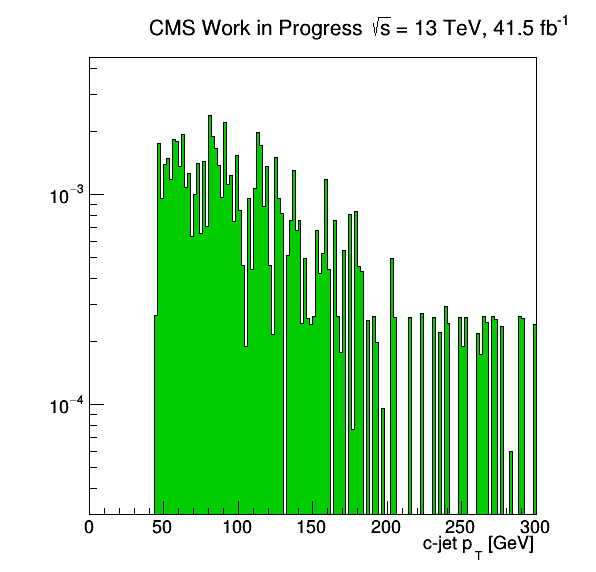 CMS Work in Progress √s = 13 TeV, 41.5 fb⁻¹
10⁻³
10⁻⁴
0 50 100 150 200 250 300
c-jet p_T [GeV]